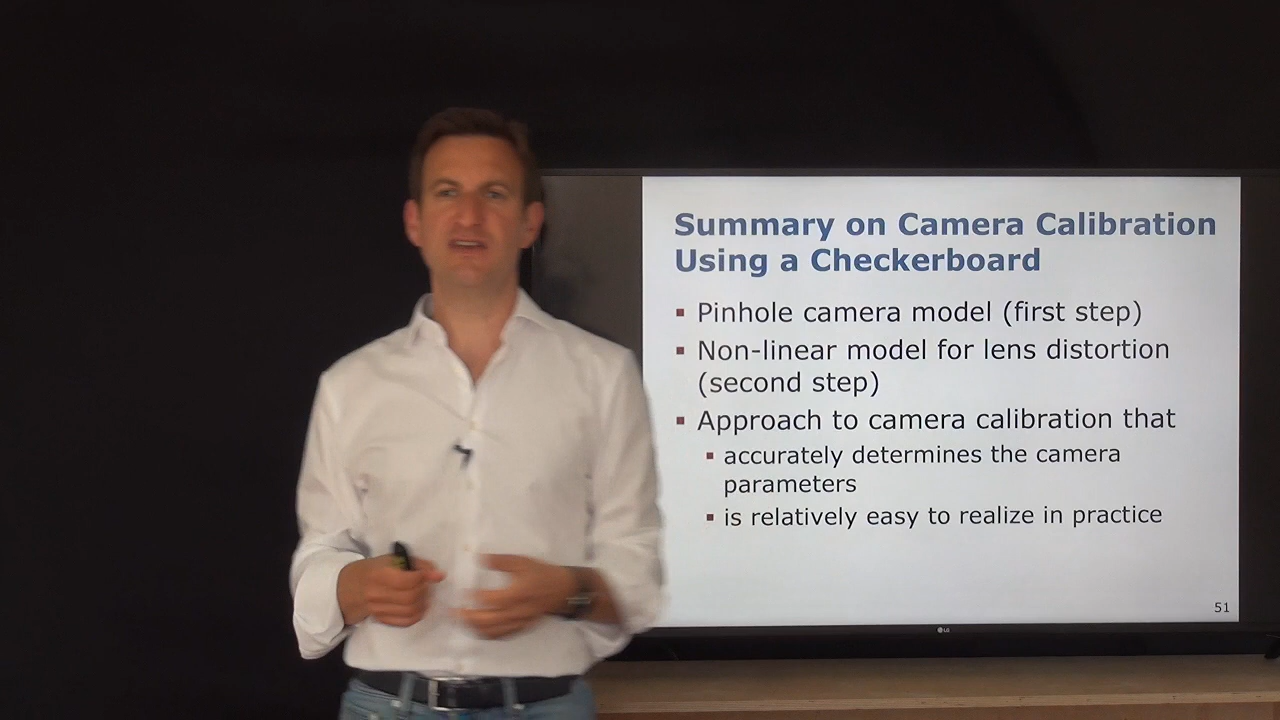 Summary on Camera Calibration
Using a Checkerboard
▪ Pinhole camera model (first step)
▪ Non-linear model for lens distortion
(second step)
▪ Approach to camera calibration that
▪ accurately determines the camera
parameters
▪ is relatively easy to realize in practice
51
LG